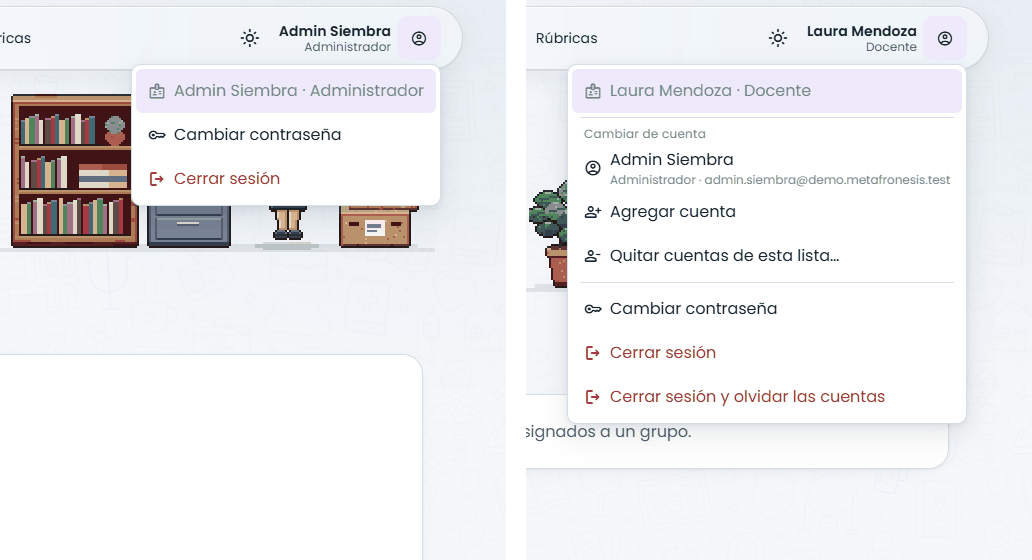 ricas
Admin Siembra
Administrador
Admin Siembra · Administrador
Cambiar contraseña
Cerrar sesión
Rúbricas
Laura Mendoza
Docente
Laura Mendoza · Docente
Cambiar de cuenta
Admin Siembra
Administrador · admin.siembra@demo.metafronesis.test
Agregar cuenta
Quitar cuentas de esta lista...
Cambiar contraseña
Cerrar sesión
Cerrar sesión y olvidar las cuentas
signados a un grupo.